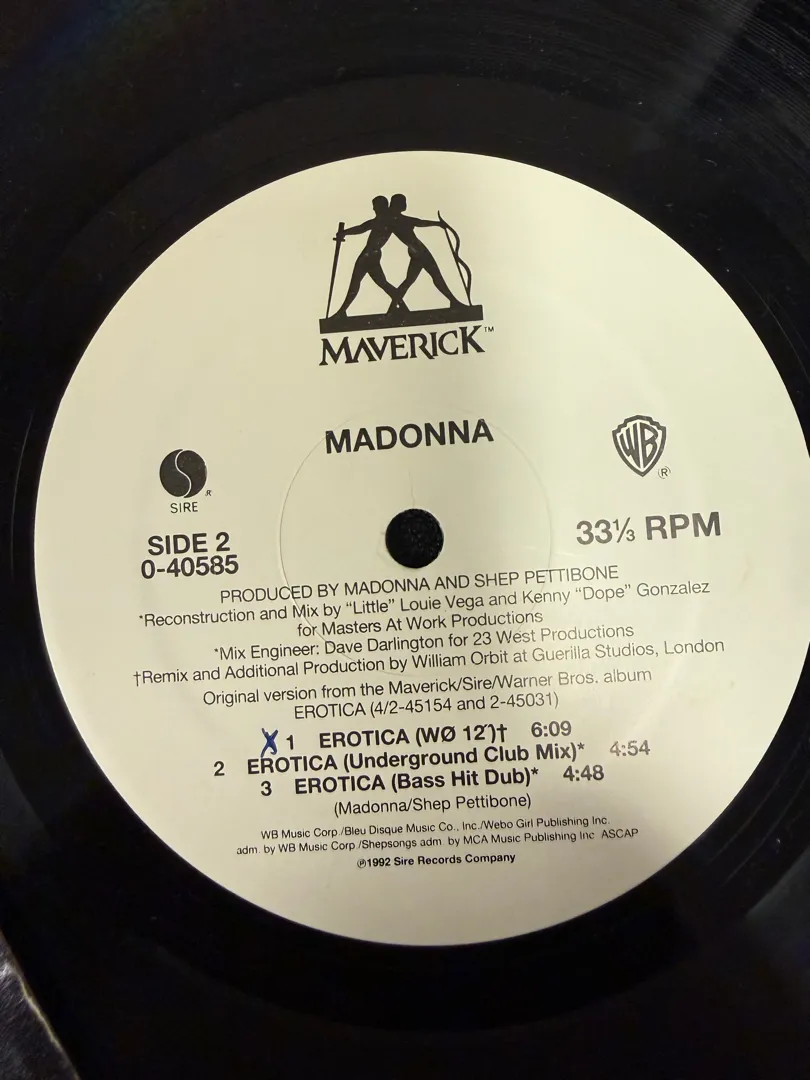 MAVERICK™
MADONNA
SIRE ®
WB ®
SIDE 2
0-40585
33⅓ RPM
PRODUCED BY MADONNA AND SHEP PETTIBONE
*Reconstruction and Mix by “Little” Louie Vega and Kenny “Dope” Gonzalez
for Masters At Work Productions
*Mix Engineer: Dave Darlington for 23 West Productions
†Remix and Additional Production by William Orbit at Guerilla Studios, London
Original version from the Maverick/Sire/Warner Bros. album
EROTICA (4/2-45154 and 2-45031)
X 1 EROTICA (WØ 12")† 6:09
2 EROTICA (Underground Club Mix)* 4:54
3 EROTICA (Bass Hit Dub)* 4:48
(Madonna/Shep Pettibone)
WB Music Corp./Bleu Disque Music Co., Inc./Webo Girl Publishing Inc.
adm. by WB Music Corp./Shepsongs adm. by MCA Music Publishing Inc. ASCAP
℗1992 Sire Records Company